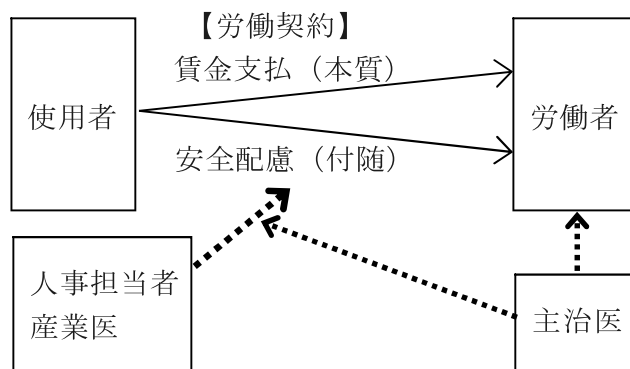 【労働契約】
賃金支払（本質）
使用者
労働者
安全配慮（付随）
人事担当者
産業医
主治医